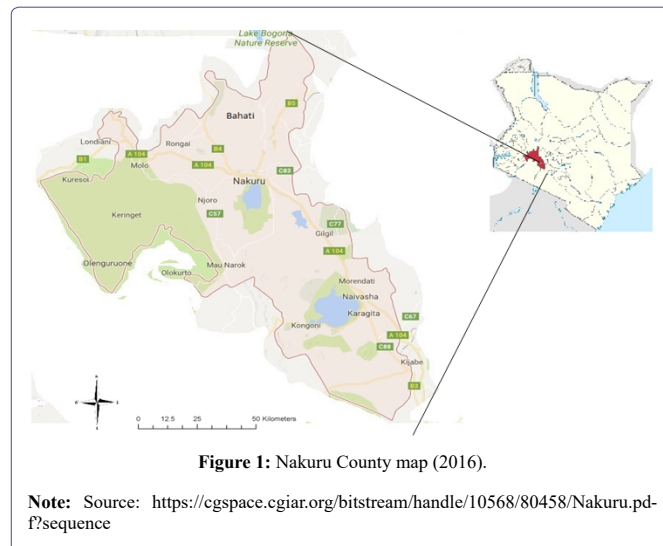 Lake Bogoria
Nature Reserve
B5
Bahati
Londiani
Rongai
B4
A 104
B1
Molo
A 104
Kuresoi
Nakuru
C83
Njoro
Keringet
C57
C77
Gilgil
A 104
Olenguruone
Mau Narok
Olokurto
Morendati
Naivasha
C67
Karagita
Kongoni
A 104
C88
Kijabe
B3
0 12.5 25 50 Kilometers
Figure 1: Nakuru County map (2016).
Note: Source: https://cgspace.cgiar.org/bitstream/handle/10568/80458/Nakuru.pd-
f?sequence